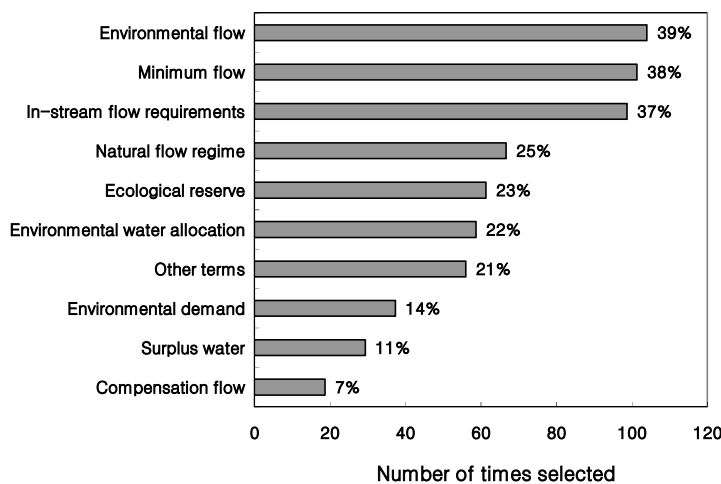 Environmental flow 39%
Minimum flow 38%
In-stream flow requirements 37%
Natural flow regime 25%
Ecological reserve 23%
Environmental water allocation 22%
Other terms 21%
Environmental demand 14%
Surplus water 11%
Compensation flow 7%
0 20 40 60 80 100 120
Number of times selected